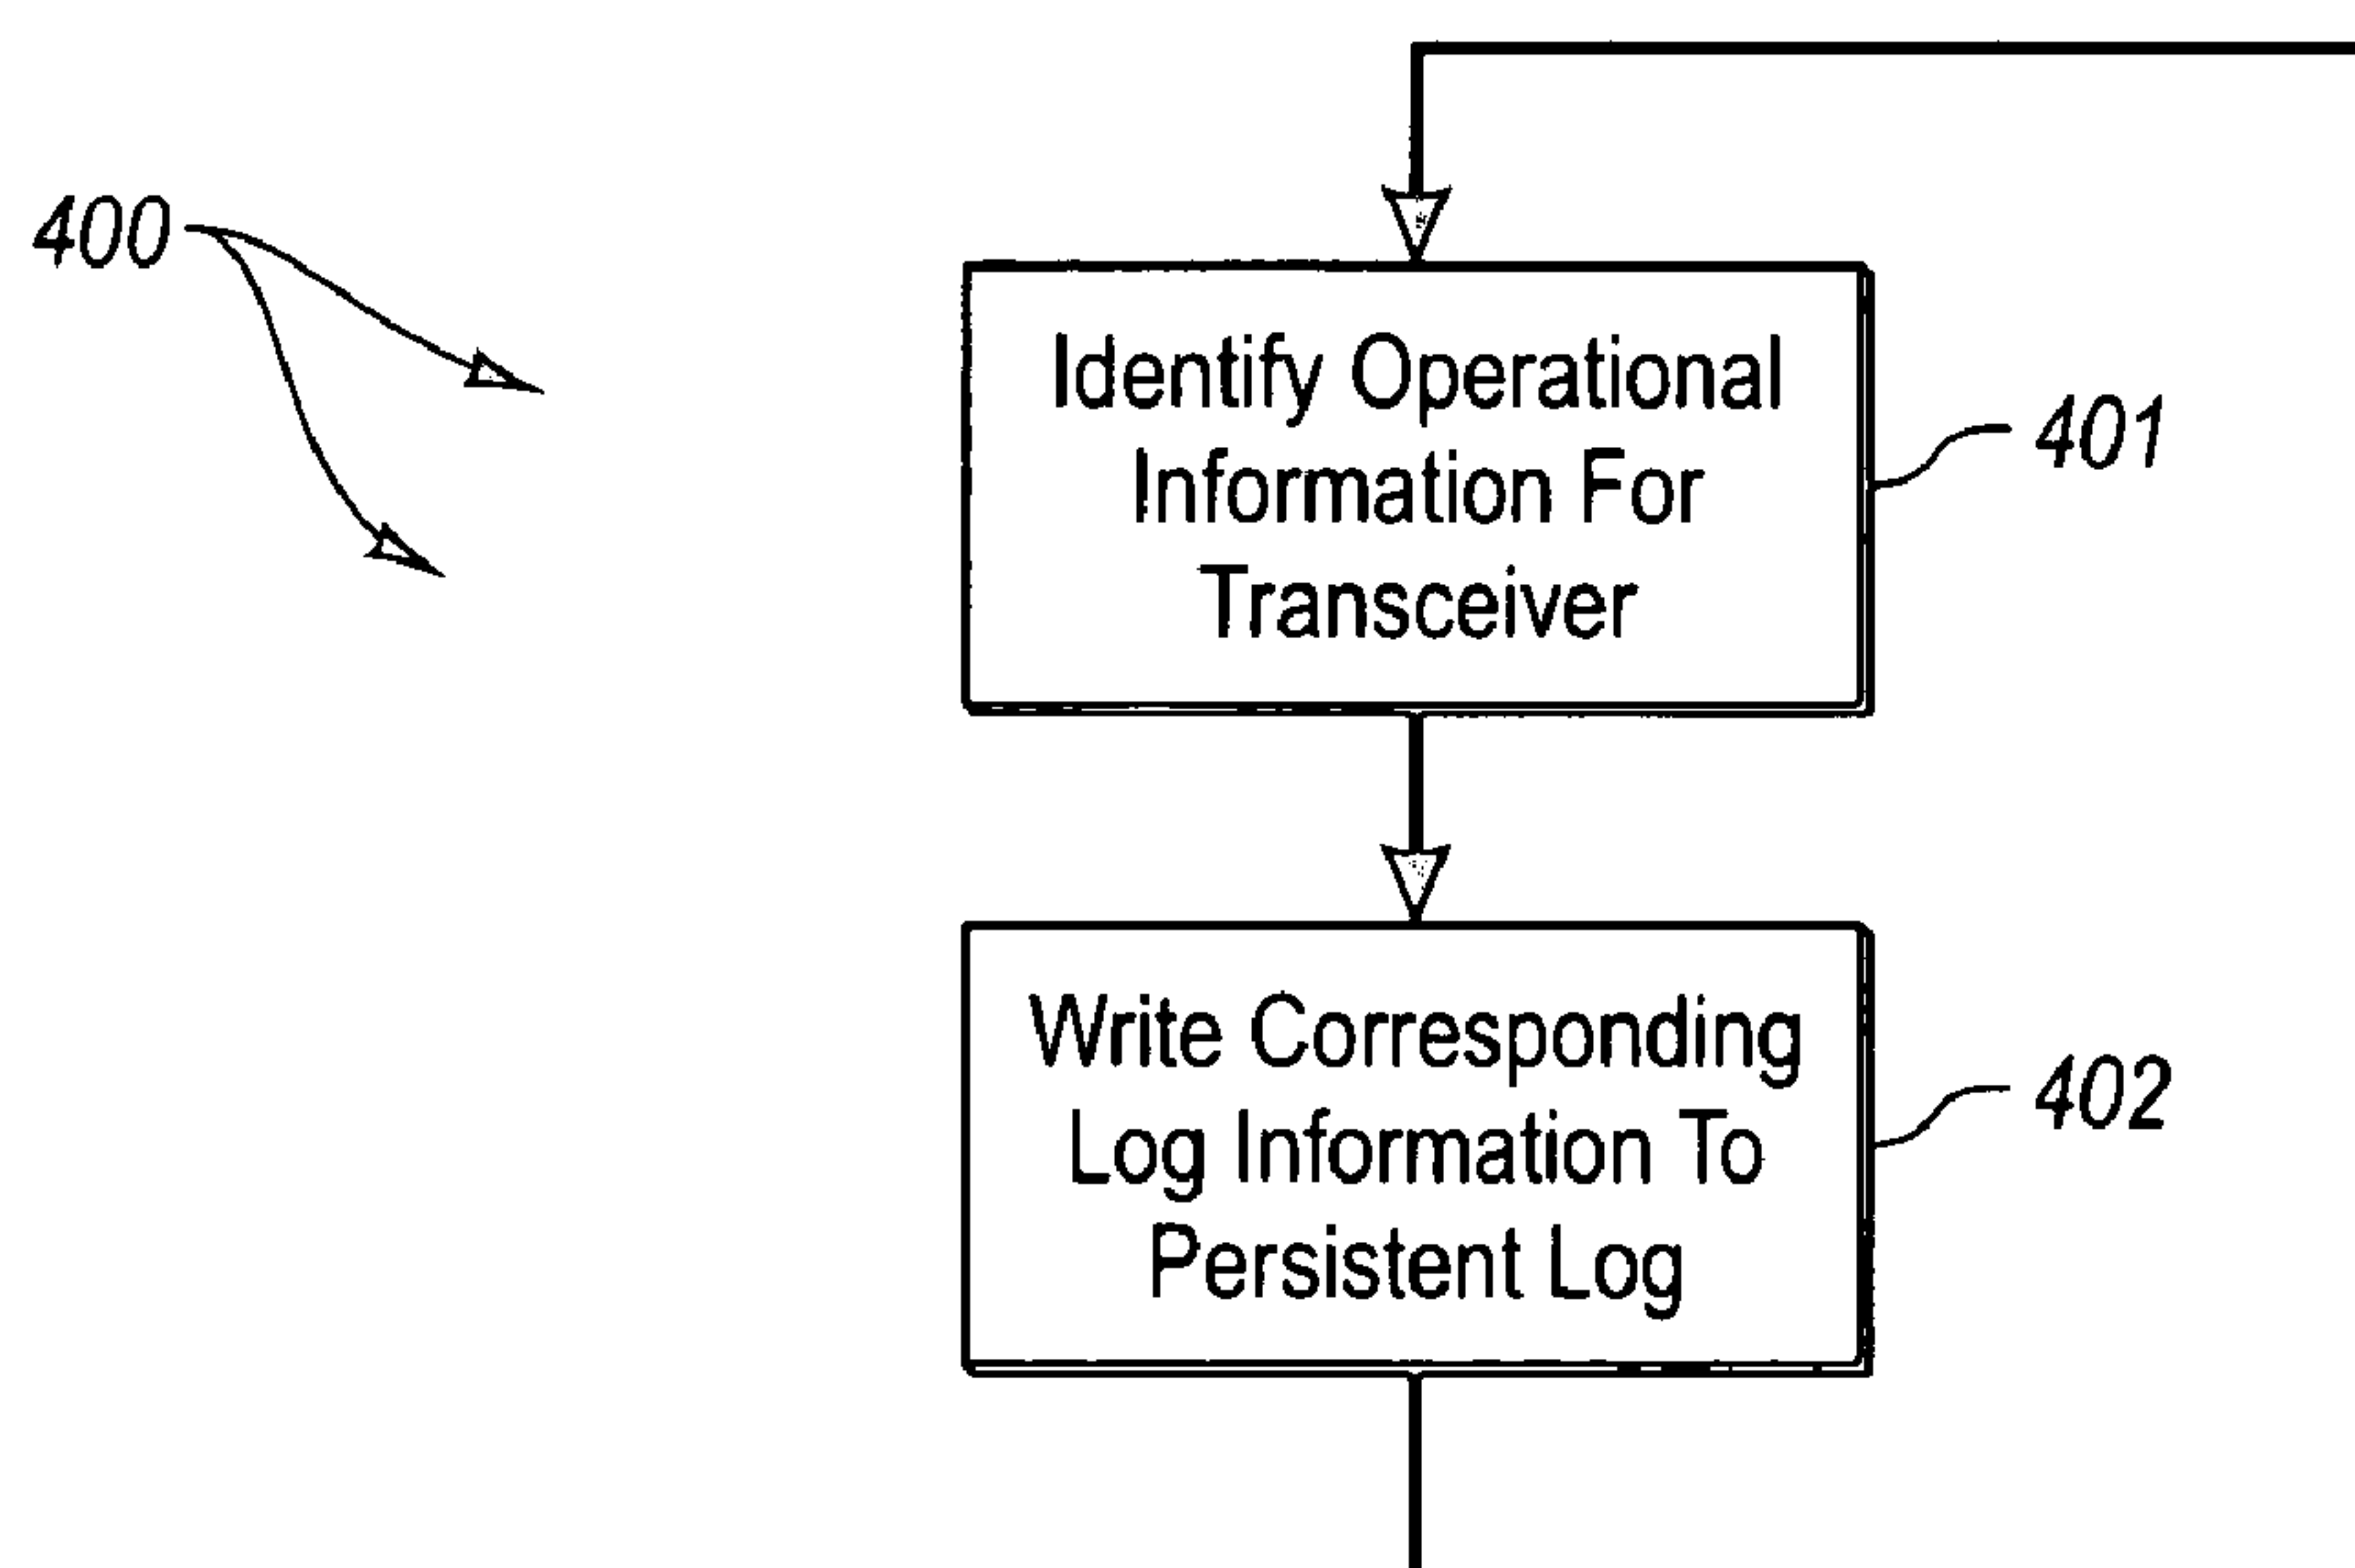 400
Identify Operational
Information For
Transceiver
401
Write Corresponding
Log Information To
Persistent Log
402